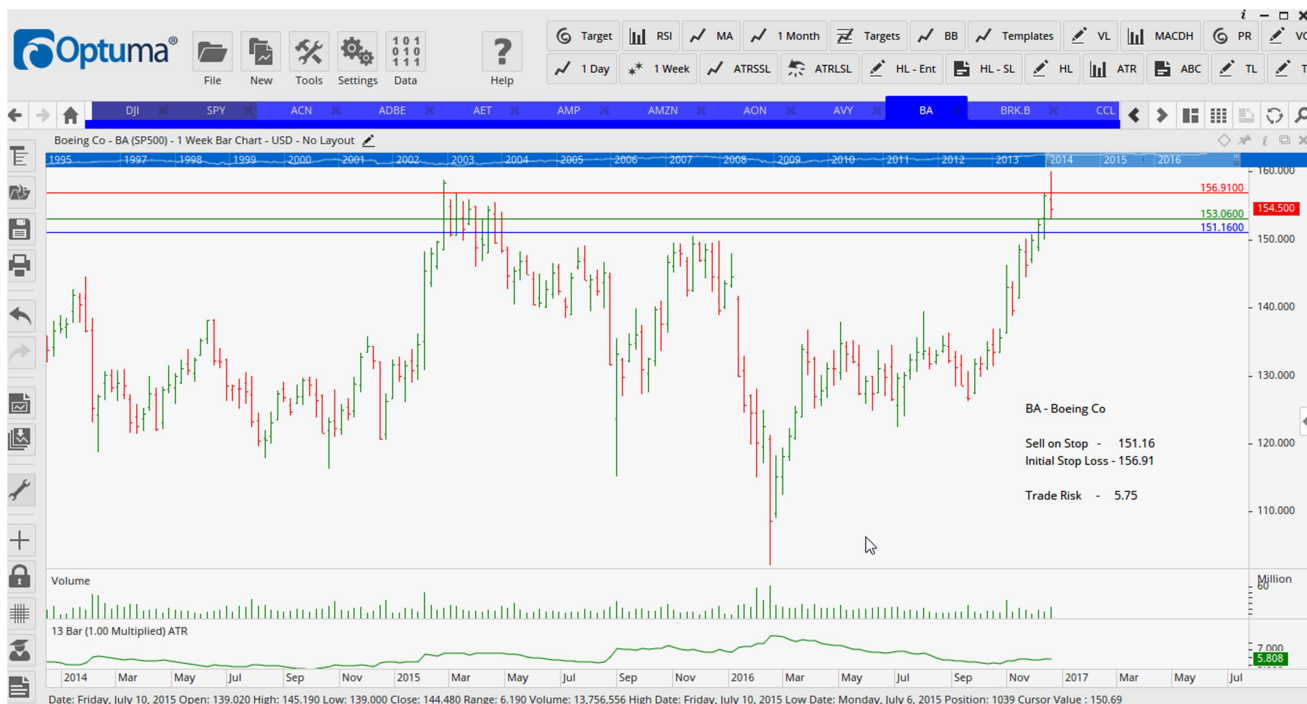 Optuma®
File New Tools Settings Data Help
Target RSI MA 1 Month Targets BB Templates VL MACDH PR
1 Day 1 Week ATRSSL ATRLSL HL - Ent HL - SL HL ATR ABC TL
101
010
111
DJI SPY ACN ADBE AET AMP AMZN AON AVY BA BRK.B CCL
Boeing Co - BA (SP500) - 1 Week Bar Chart - USD - No Layout
1995 1997 1998 1999 2000 2001 2002 2003 2004 2005 2006 2007 2008 2009 2010 2011 2012 2013 2014 2015 2016
160.000
156.9100
154.500
153.0600
151.1600
150.000
140.000
130.000
BA - Boeing Co
Sell on Stop - 151.16
120.000
Initial Stop Loss - 156.91
Trade Risk - 5.75
110.000
Volume
Million
60
13 Bar (1.00 Multiplied) ATR
7.000
5.808
2014 Mar May Jul Sep Nov 2015 Mar May Jul Sep Nov 2016 Mar May Jul Sep Nov 2017 Mar May Jul
Date: Friday, July 10, 2015 Open: 139.020 High: 145.190 Low: 139.000 Close: 144.480 Range: 6.190 Volume: 13,756,556 High Date: Friday, July 10, 2015 Low Date: Monday, July 6, 2015 Position: 1039 Cursor Value : 150.69